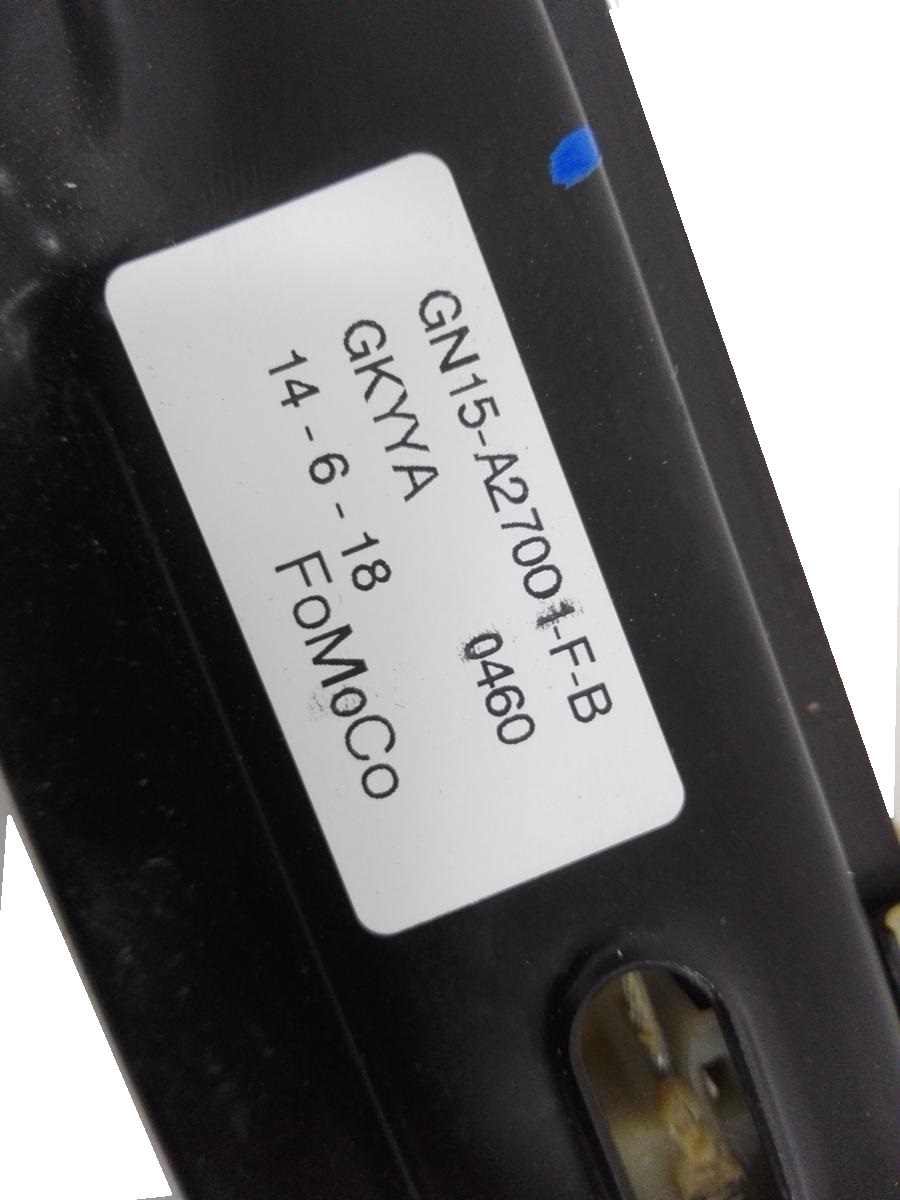 GN15-A27001-F-B
GKYYA 0460
14 - 6 - 18
FoMoCo